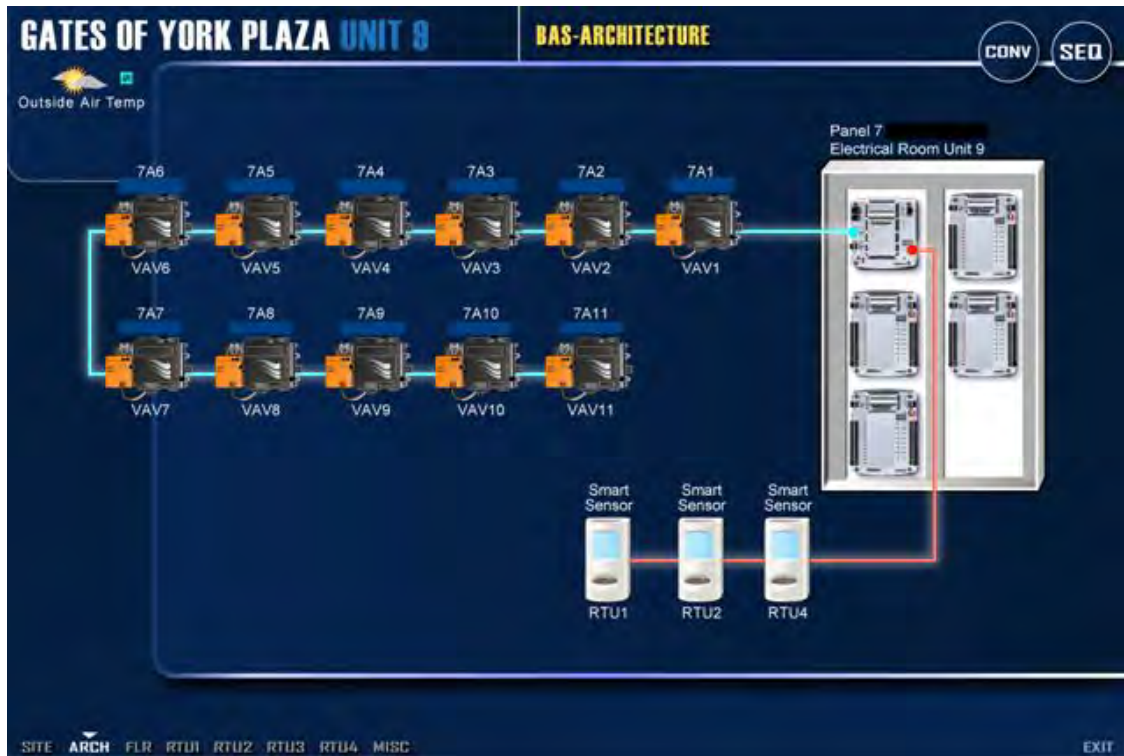 GATES OF YORK PLAZA UNIT 9
BAS-ARCHITECTURE
CONV
SEQ
Outside Air Temp
Panel 7
Electrical Room Unit 9
7A6 7A5 7A4 7A3 7A2 7A1
VAV6 VAV5 VAV4 VAV3 VAV2 VAV1
7A7 7A8 7A9 7A10 7A11
VAV7 VAV8 VAV9 VAV10 VAV11
Smart Smart Smart
Sensor Sensor Sensor
RTU1 RTU2 RTU4
SITE ARCH FLR RTU1 RTU2 RTU3 RTU4 MISC EXIT